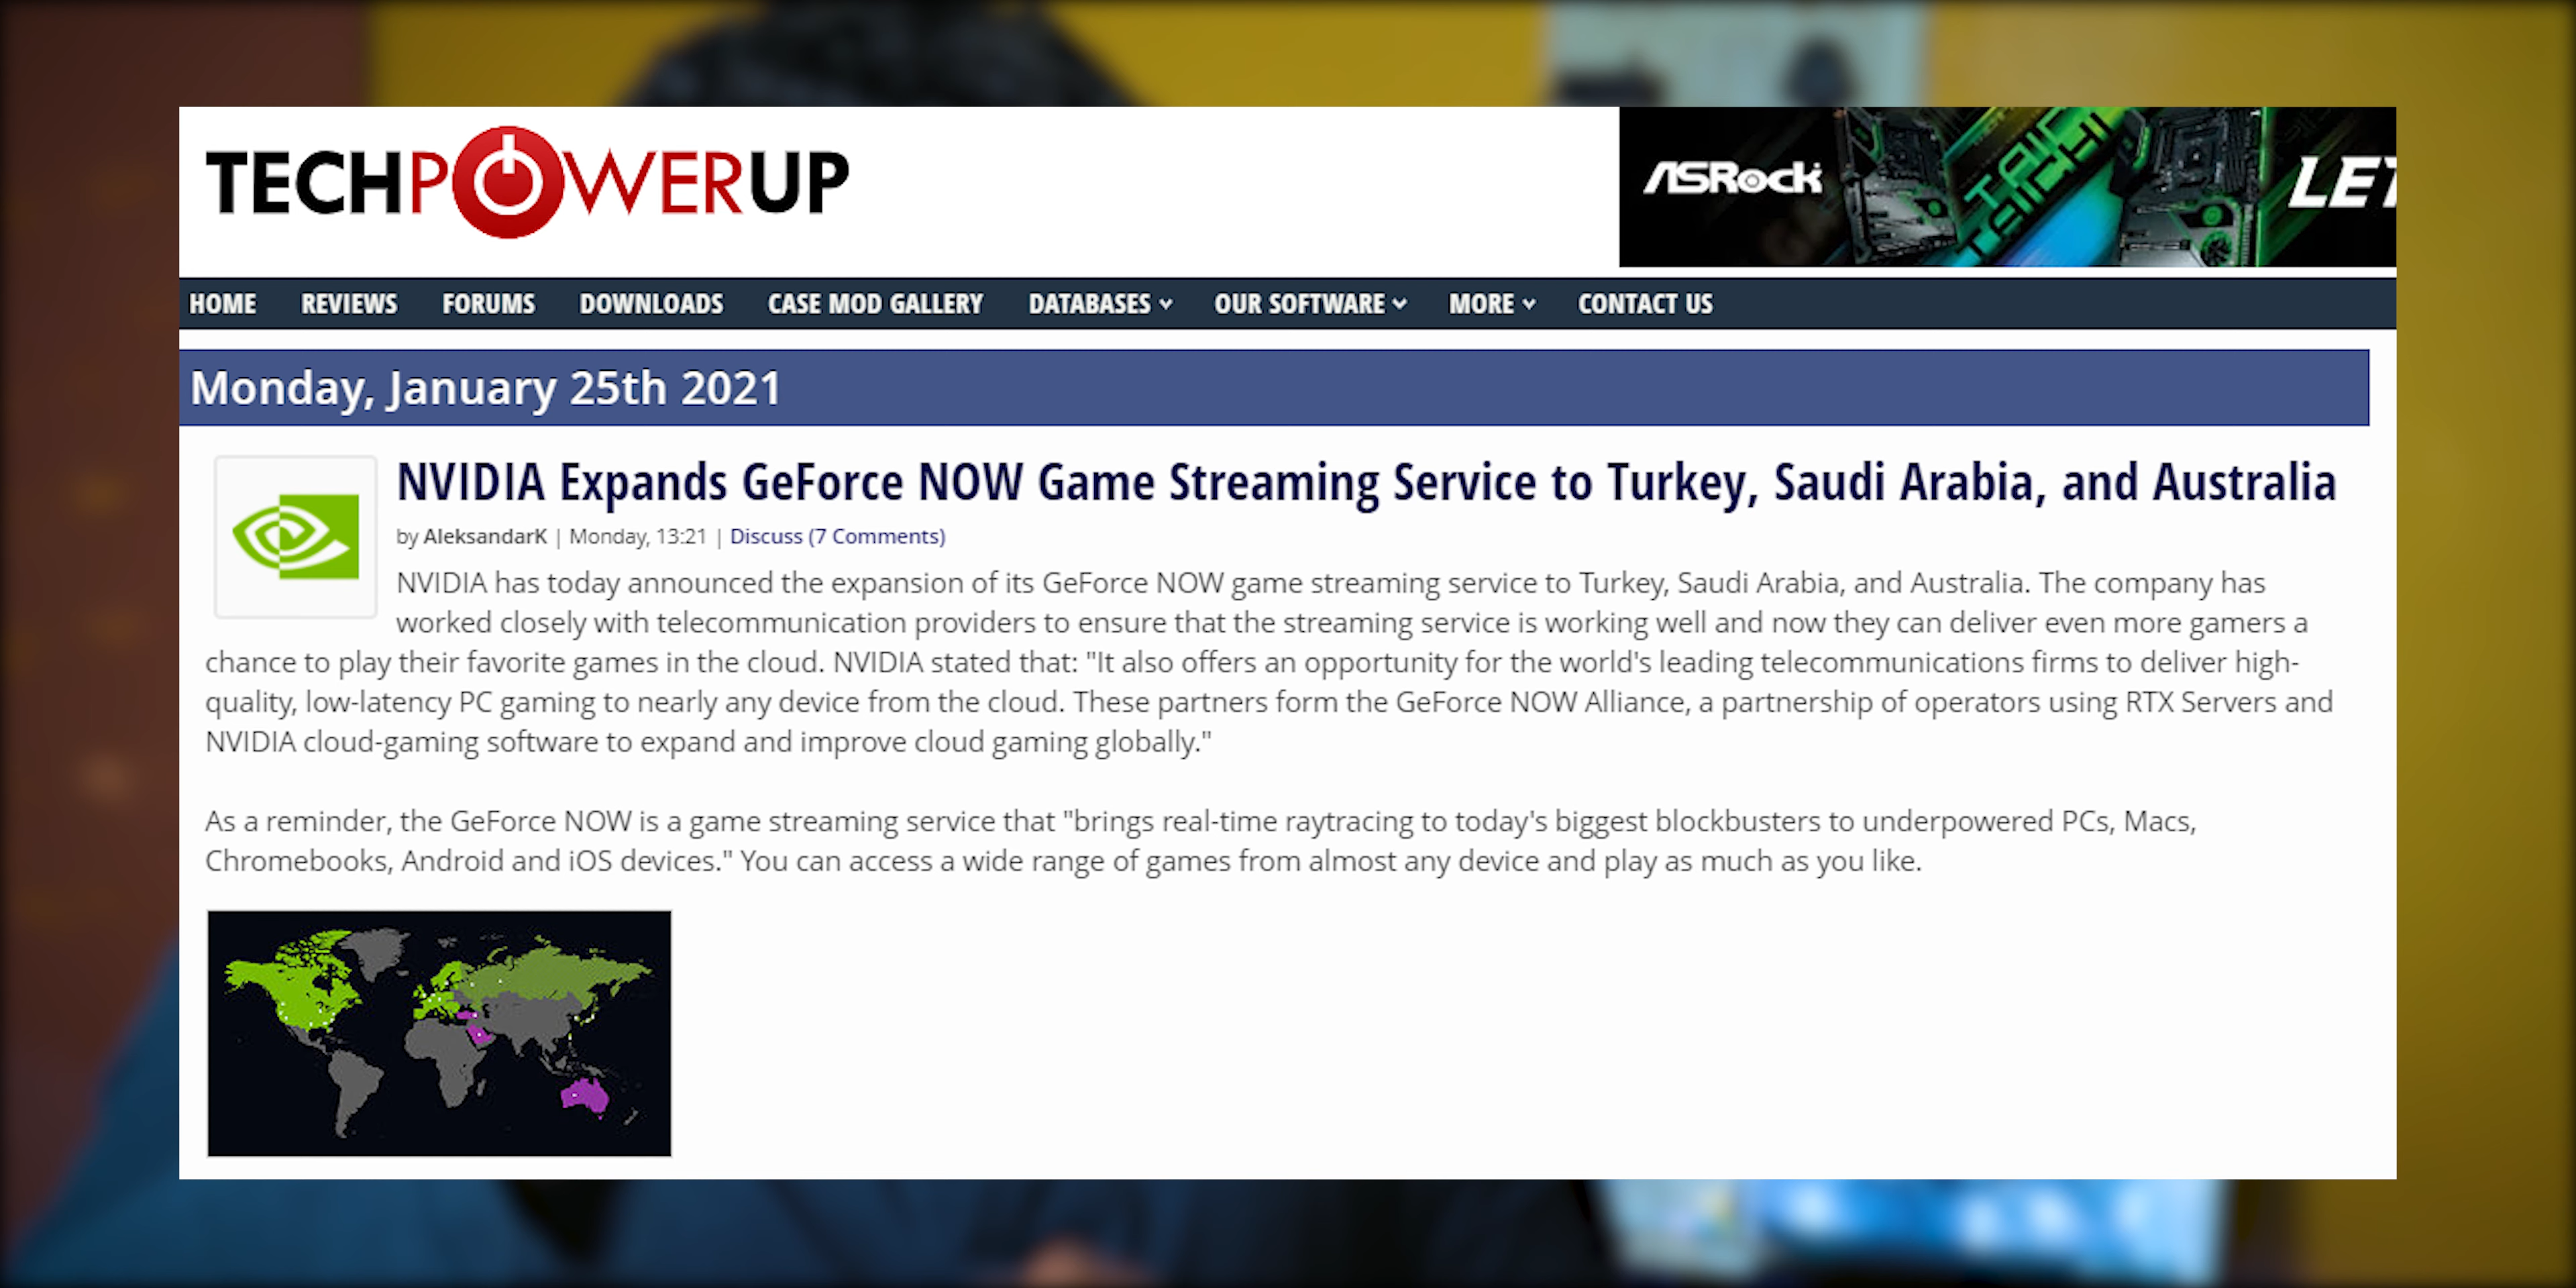 TECHPOWERUP
ASRock
TAICHI
LET
HOME REVIEWS FORUMS DOWNLOADS CASE MOD GALLERY DATABASES OUR SOFTWARE MORE CONTACT US
Monday, January 25th 2021
NVIDIA Expands GeForce NOW Game Streaming Service to Turkey, Saudi Arabia, and Australia
by AleksandarK | Monday, 13:21 | Discuss (7 Comments)
NVIDIA has today announced the expansion of its GeForce NOW game streaming service to Turkey, Saudi Arabia, and Australia. The company has
worked closely with telecommunication providers to ensure that the streaming service is working well and now they can deliver even more gamers a
chance to play their favorite games in the cloud. NVIDIA stated that: "It also offers an opportunity for the world's leading telecommunications firms to deliver high-
quality, low-latency PC gaming to nearly any device from the cloud. These partners form the GeForce NOW Alliance, a partnership of operators using RTX Servers and
NVIDIA cloud-gaming software to expand and improve cloud gaming globally."
As a reminder, the GeForce NOW is a game streaming service that "brings real-time raytracing to today's biggest blockbusters to underpowered PCs, Macs,
Chromebooks, Android and iOS devices." You can access a wide range of games from almost any device and play as much as you like.